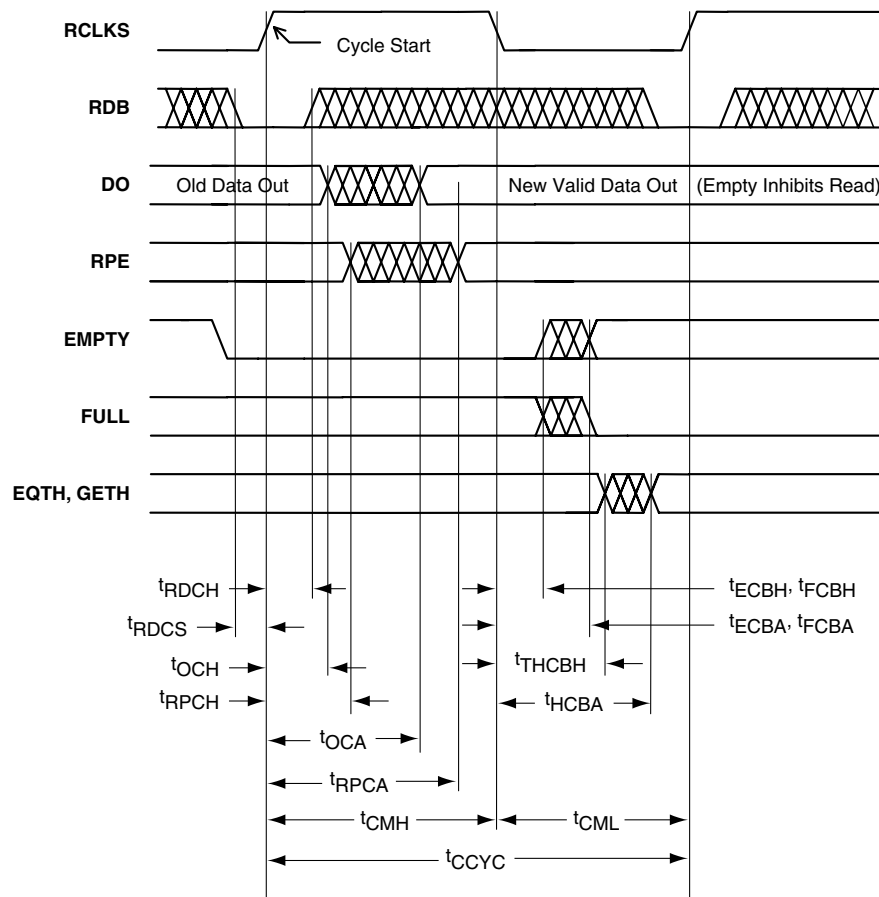 RCLKS
Cycle Start
RDB
DO
Old Data Out
New Valid Data Out
(Empty Inhibits Read)
RPE
EMPTY
FULL
EQTH, GETH
tRDCH
tECBH, tFCBH
tRDCS
tECBA, tFCBA
tOCH
tTHCBH
tRPCH
tHCBA
tOCA
tRPCA
tCMH
tCML
tCCYC